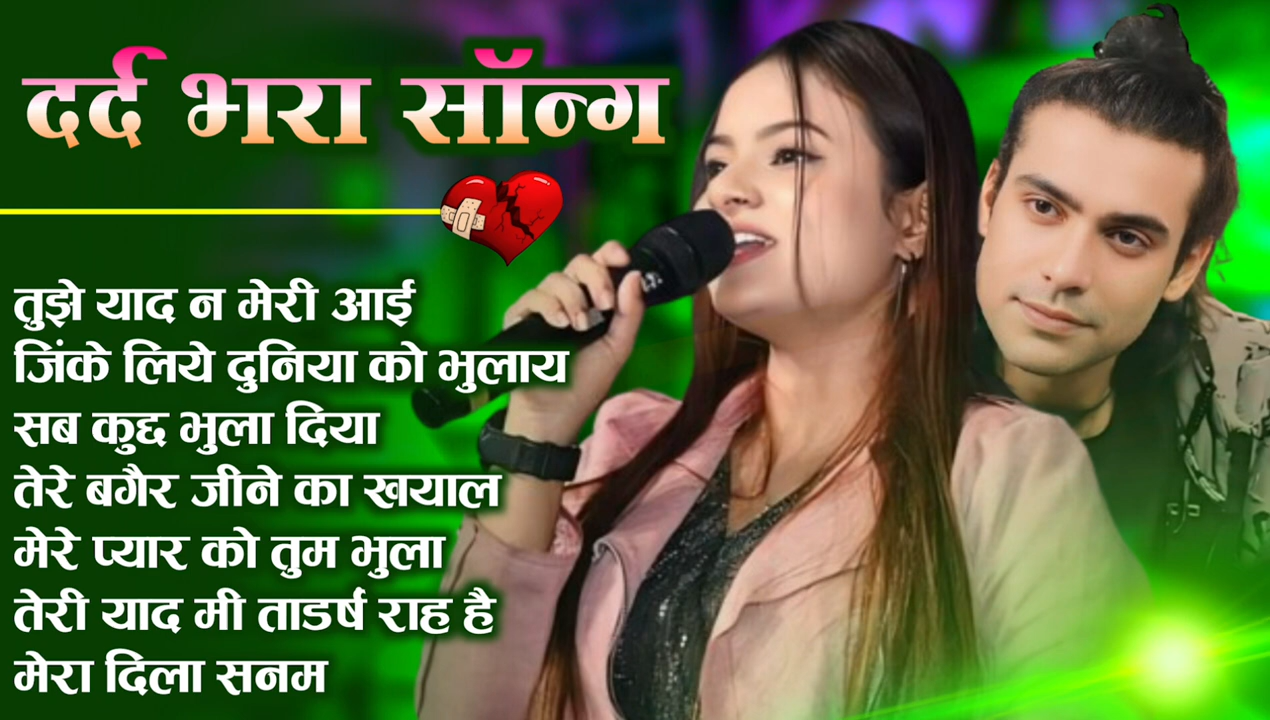 दर्द भरा सॉन्ग
तुझे याद न मेरी आई
जिंके लिये दुनिया को भुलाय
सब कुद्द भुला दिया
तेरे बगैर जीने का खयाल
मेरे प्यार को तुम भुला
तेरी याद मी ताडर्ष राह है
मेरा दिला सनम